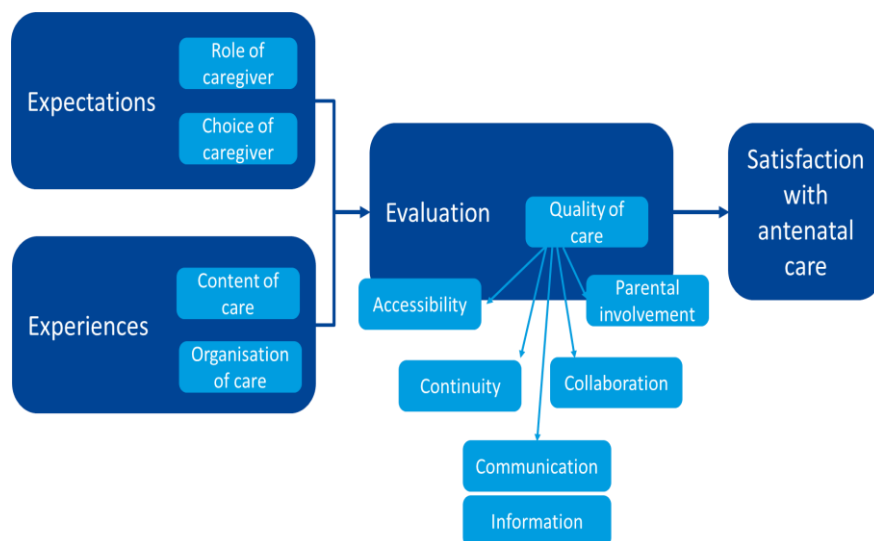 Expectations
Role of
caregiver
Choice of
caregiver
Experiences
Content of
care
Organisation
of care
Evaluation
Quality of
care
Accessibility
Parental
involvement
Continuity
Collaboration
Communication
Information
Satisfaction
with
antenatal
care